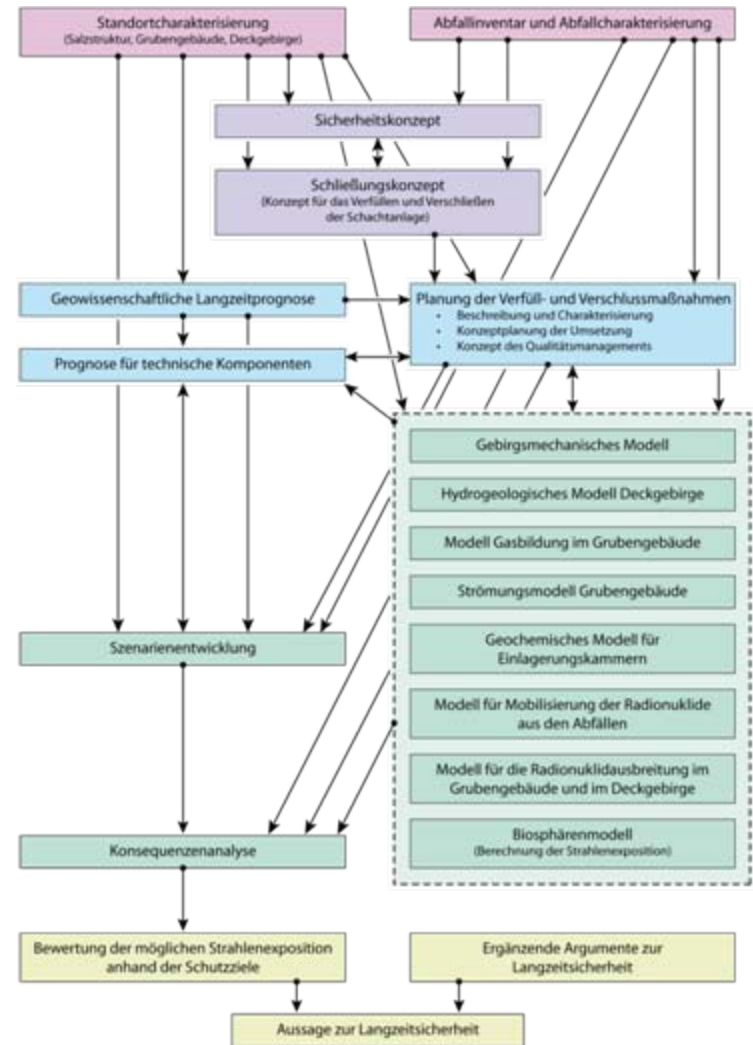 Standortcharakterisierung
(Salzstruktur, Grubengebäude, Deckgebirge)
Abfallinventar und Abfallcharakterisierung
Sicherheitskonzept
Schließungskonzept
(Konzept für das Verfüllen und Verschließen
der Schachtanlage)
Geowissenschaftliche Langzeitprognose
Planung der Verfüll- und Verschlussmaßnahmen
• Beschreibung und Charakterisierung
• Konzeptplanung der Umsetzung
• Konzept des Qualitätsmanagements
Prognose für technische Komponenten
Gebirgsmechanisches Modell
Hydrogeologisches Modell Deckgebirge
Modell Gasbildung im Grubengebäude
Strömungsmodell Grubengebäude
Geochemisches Modell für
Einlagerungskammern
Modell für Mobilisierung der Radionuklide
aus den Abfällen
Modell für die Radionuklidausbreitung im
Grubengebäude und im Deckgebirge
Biosphärenmodell
(Berechnung der Strahlenexposition)
Szenarienentwicklung
Konsequenzenanalyse
Bewertung der möglichen Strahlenexposition
anhand der Schutzziele
Ergänzende Argumente zur
Langzeitsicherheit
Aussage zur Langzeitsicherheit